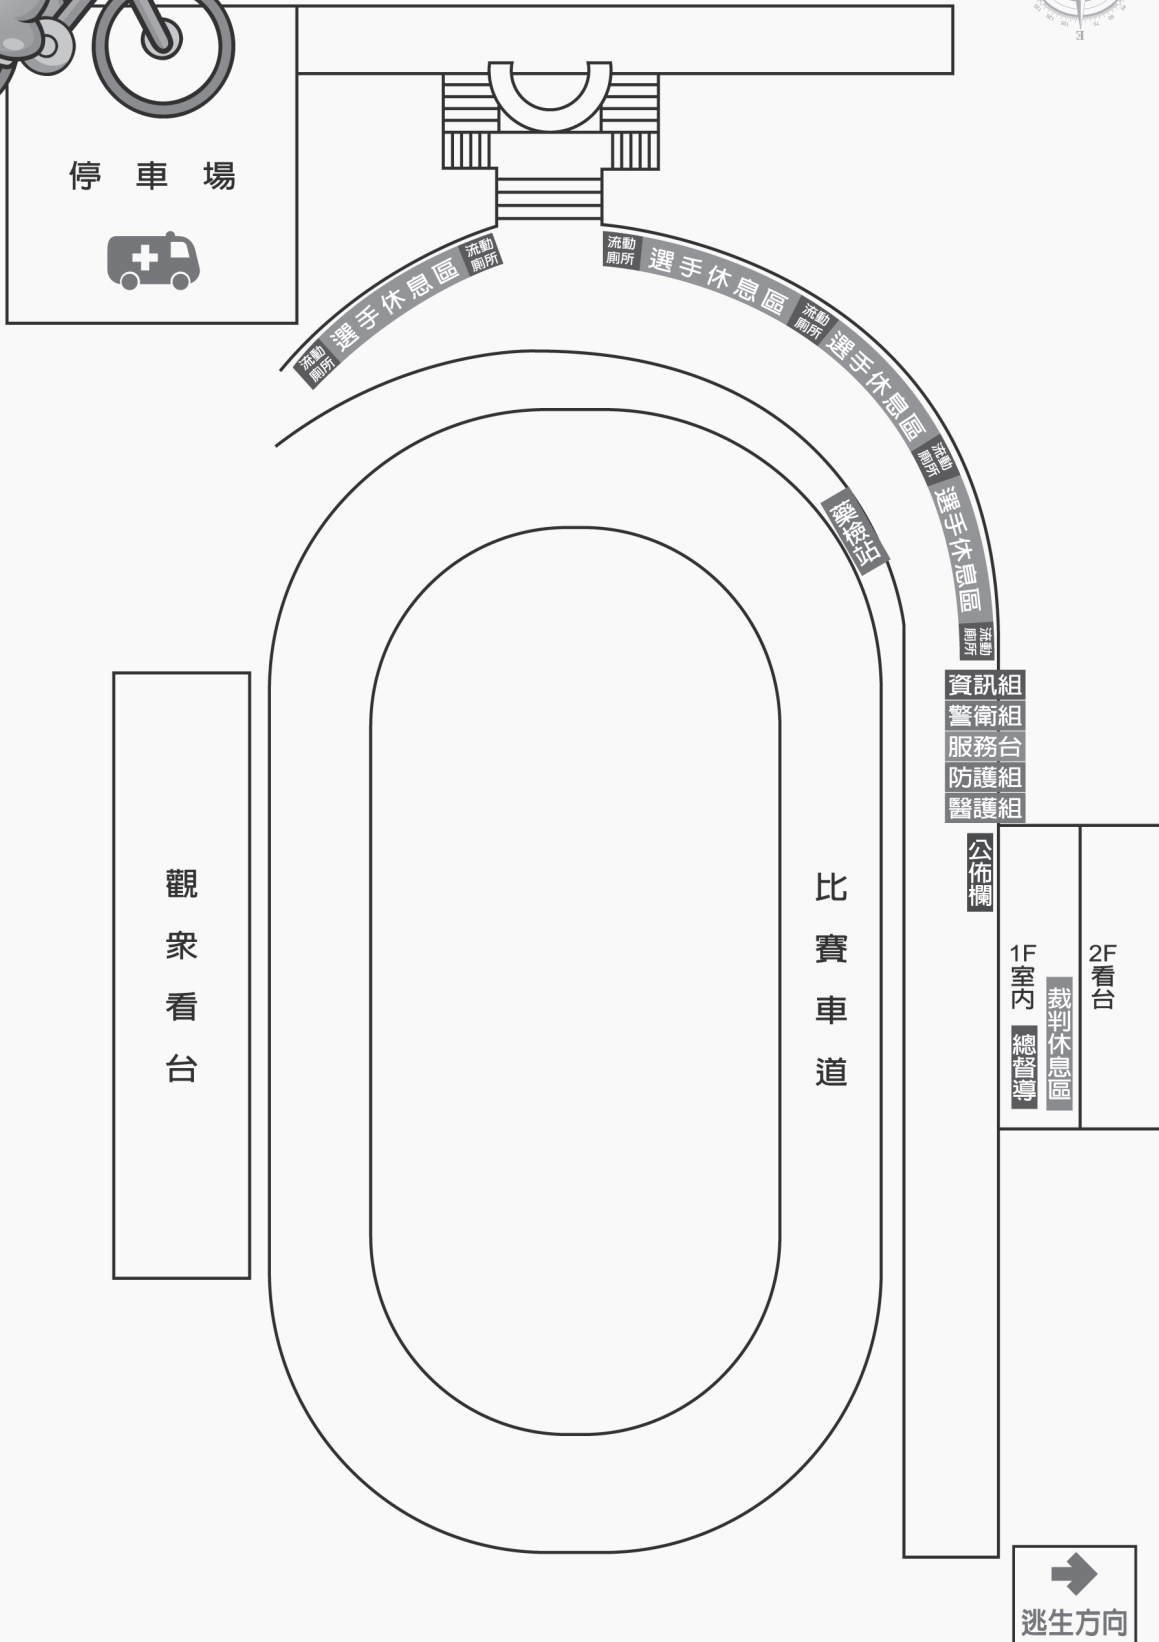 E
停車場
流動
廁所
選手休息區
流動
廁所
流動
廁所
選手休息區
流動
廁所
選手休息區
流動
廁所
選手休息區
流動
廁所
藥檢站
資訊組
警衛組
服務台
防護組
醫護組
公佈欄
觀眾看台
比賽車道
1F
室內
總督導
裁判休息區
2F
看台
逃生方向